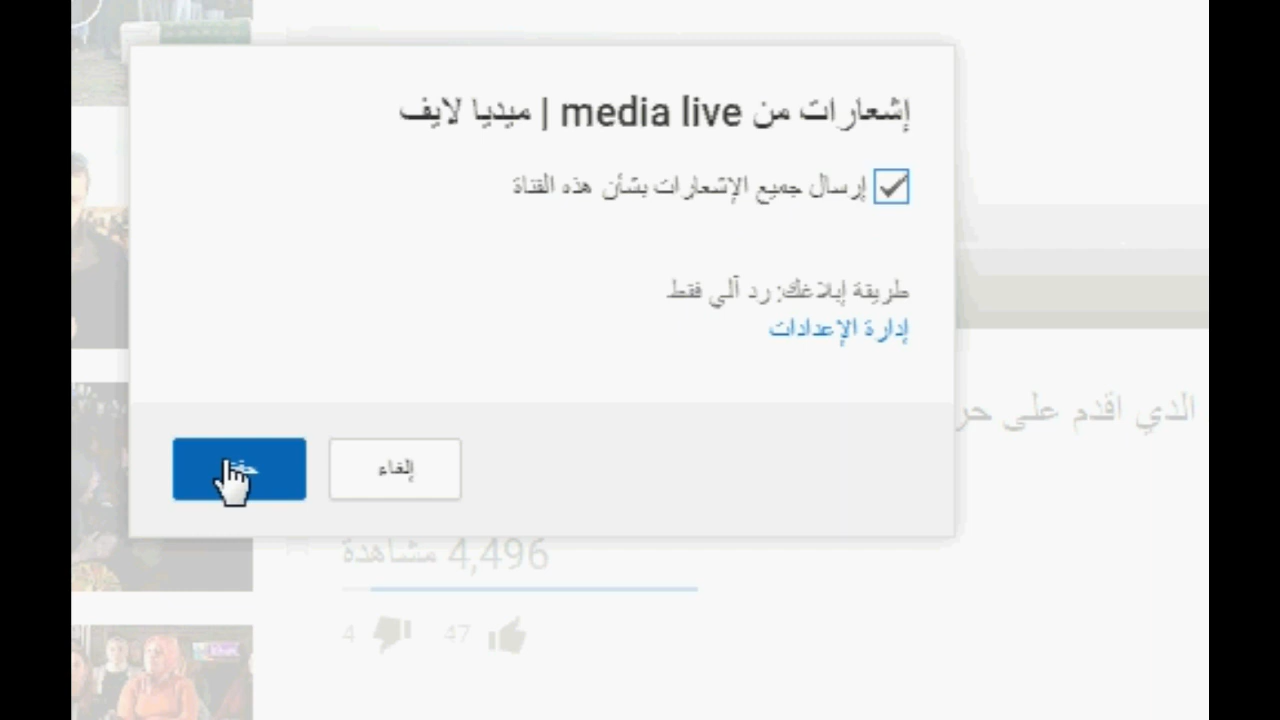 إشعارات من media live | ميديا لايف
إرسال جميع الإشعارات بشأن هذه القناة
طريقة إبلاغك: رد آلي فقط
إدارة الإعدادات
الذي اقدم على حر
إلغاء
4,496 مشاهدة
47 4